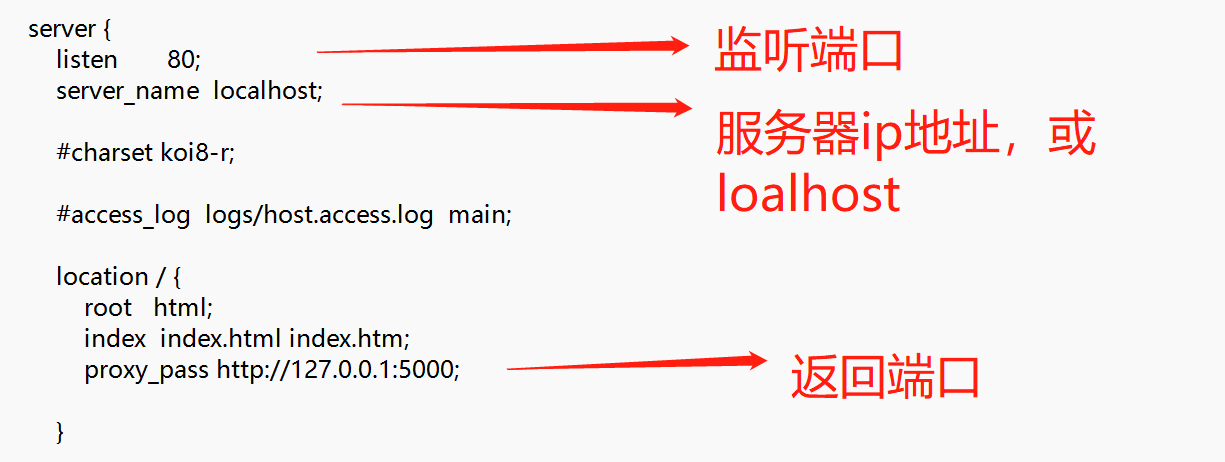 server {
listen 80;
server_name localhost;
#charset koi8-r;
#access_log logs/host.access.log main;
location / {
root html;
index index.html index.htm;
proxy_pass http://127.0.0.1:5000;
}
监听端口
服务器ip地址，或
loalhost
返回端口